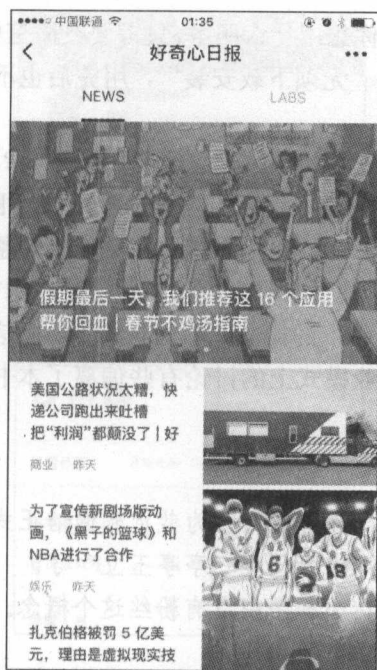 中国联通
01:35
好奇心日报
NEWS
LABS
假期最后一天，我们推荐这 16 个应用
帮你回血 | 春节不鸡汤指南
美国公路状况太糟，快
递公司跑出来吐槽
把“利润”都颠没了 | 好
商业 昨天
为了宣传新剧场版动
画，《黑子的篮球》和
NBA进行了合作
娱乐 昨天
扎克伯格被罚 5 亿美
元，理由是虚拟现实技